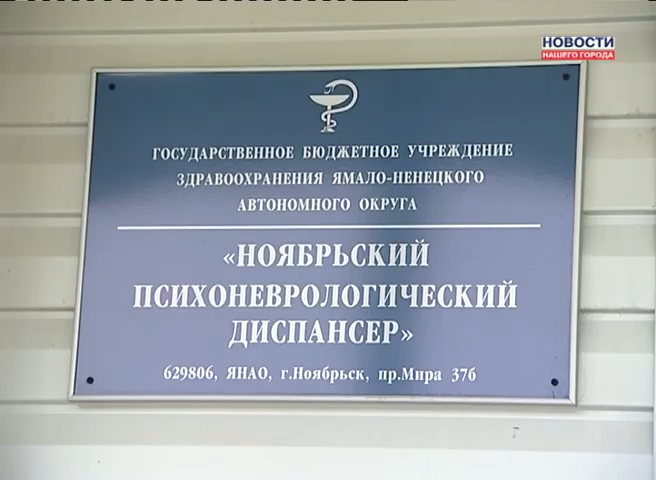 НОВОСТИ
НАШЕГО ГОРОДА
ГОСУДАРСТВЕННОЕ БЮДЖЕТНОЕ УЧРЕЖДЕНИЕ
ЗДРАВООХРАНЕНИЯ ЯМАЛО-НЕНЕЦКОГО
АВТОНОМНОГО ОКРУГА
«НОЯБРЬСКИЙ
ПСИХОНЕВРОЛОГИЧЕСКИЙ
ДИСПАНСЕР»
629806, ЯНАО, г.Ноябрьск, пр.Мира 37б